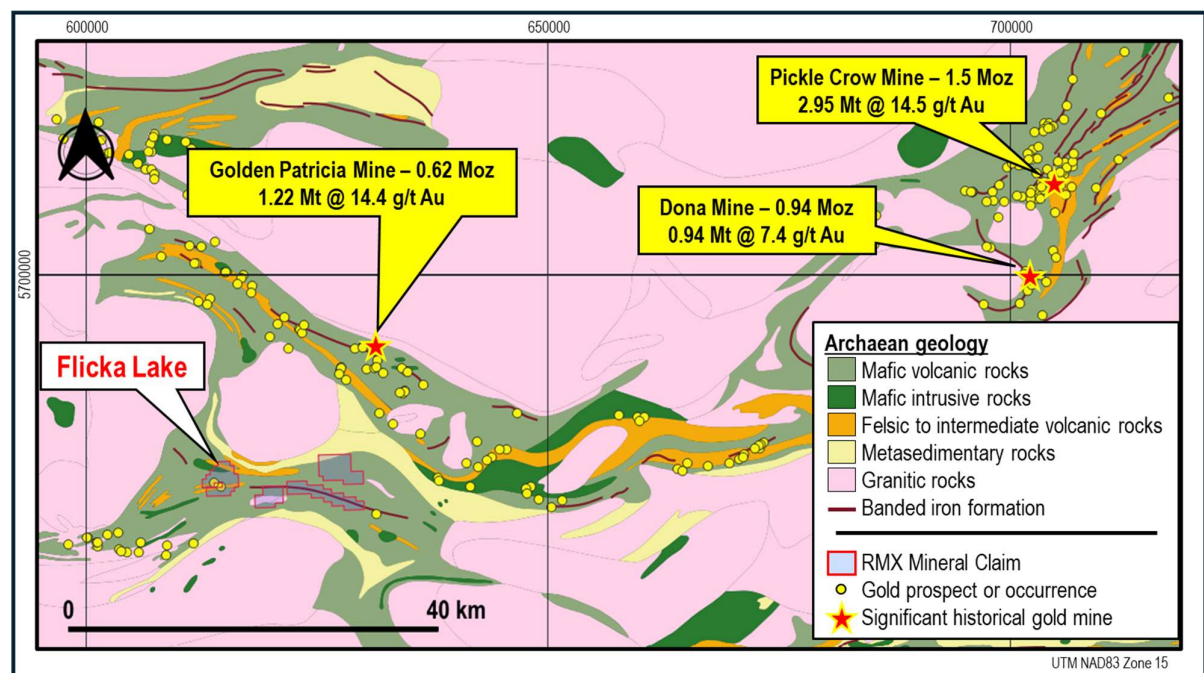 600000
650000
700000
Pickle Crow Mine – 1.5 Moz
2.95 Mt @ 14.5 g/t Au
Golden Patricia Mine – 0.62 Moz
1.22 Mt @ 14.4 g/t Au
Dona Mine – 0.94 Moz
0.94 Mt @ 7.4 g/t Au
5700000
Flicka Lake
Archaean geology
Mafic volcanic rocks
Mafic intrusive rocks
Felsic to intermediate volcanic rocks
Metasedimentary rocks
Granitic rocks
Banded iron formation
RMX Mineral Claim
Gold prospect or occurrence
Significant historical gold mine
0
40 km
UTM NAD83 Zone 15